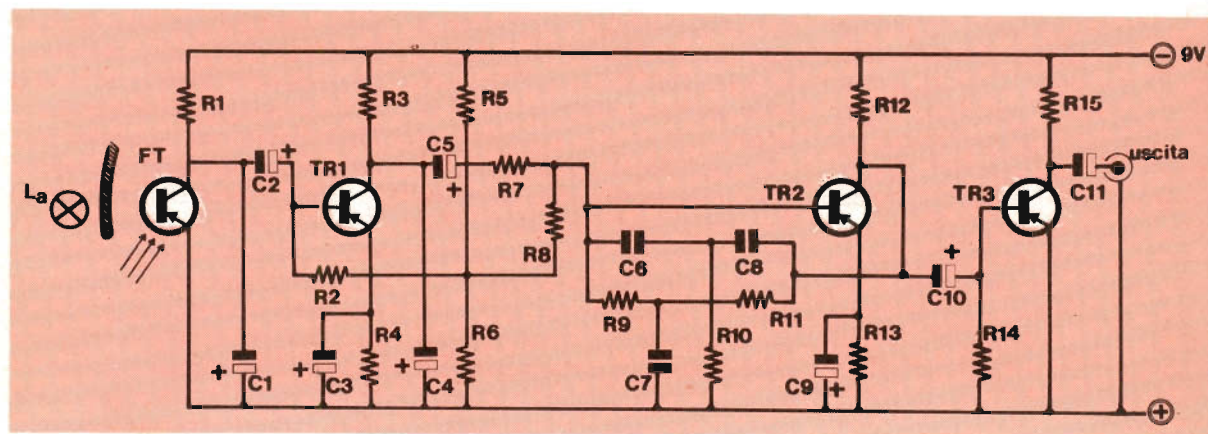 − 9V
R1
R3
R5
R12
R15
FT
C5
uscita
La
C2
+
TR1
+
R7
TR2
TR3
C11
R8
+
C6
C8
C10
R2
R9
R11
R4
R6
R10
R13
R14
+
C1
+
C3
+
C4
C7
C9
+
+